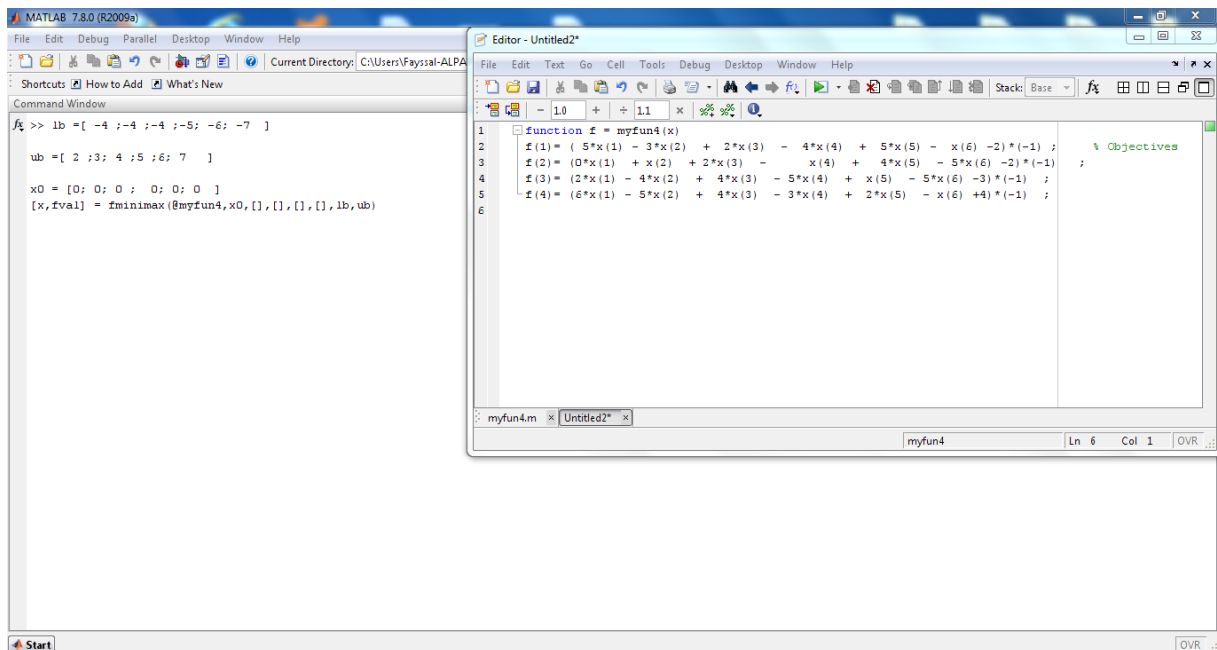 MATLAB 7.8.0 (R2009a)
File Edit Debug Parallel Desktop Window Help
Current Directory: C:\Users\Fayssal-ALPA
Shortcuts How to Add What's New
Command Window
fx >> lb =[ -4 ;-4 ;-4 ;-5; -6; -7 ]
ub =[ 2 ;3; 4 ;5 ;6; 7 ]
x0 = [0; 0; 0 ; 0; 0; 0 ]
[x,fval] = fminimax(@myfun4,x0,[],[],[],[],lb,ub)
Editor - Untitled2*
File Edit Text Go Cell Tools Debug Desktop Window Help
Stack: Base fx
- 1.0 + ÷ 1.1 ×
1 function f = myfun4(x)
2 f(1)= ( 5*x(1) - 3*x(2) + 2*x(3) - 4*x(4) + 5*x(5) - x(6) -2)*(-1) ; % Objectives
3 f(2)= (0*x(1) + x(2) + 2*x(3) - x(4) + 4*x(5) - 5*x(6) -2)*(-1) ;
4 f(3)= (2*x(1) - 4*x(2) + 4*x(3) - 5*x(4) + x(5) - 5*x(6) -3)*(-1) ;
5 f(4)= (6*x(1) - 5*x(2) + 4*x(3) - 3*x(4) + 2*x(5) - x(6) +4)*(-1) ;
6
myfun4.m × Untitled2* ×
myfun4 Ln 6 Col 1 OVR
Start OVR